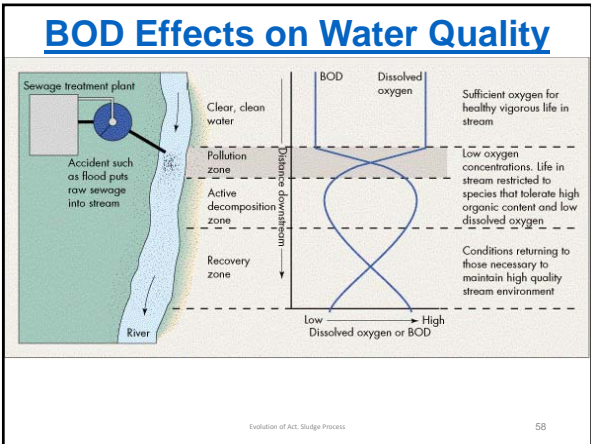 BOD Effects on Water Quality
Sewage treatment plant
Accident such
as flood puts
raw sewage
into stream
River
Clear, clean
water
Pollution
zone
Active
decomposition
zone
Recovery
zone
Distance downstream
BOD
Dissolved
oxygen
Low
High
Dissolved oxygen or BOD
Sufficient oxygen for
healthy vigorous life in
stream
Low oxygen
concentrations. Life in
stream restricted to
species that tolerate high
organic content and low
dissolved oxygen
Conditions returning to
those necessary to
maintain high quality
stream environment
Evolution of Act. Sludge Process
58